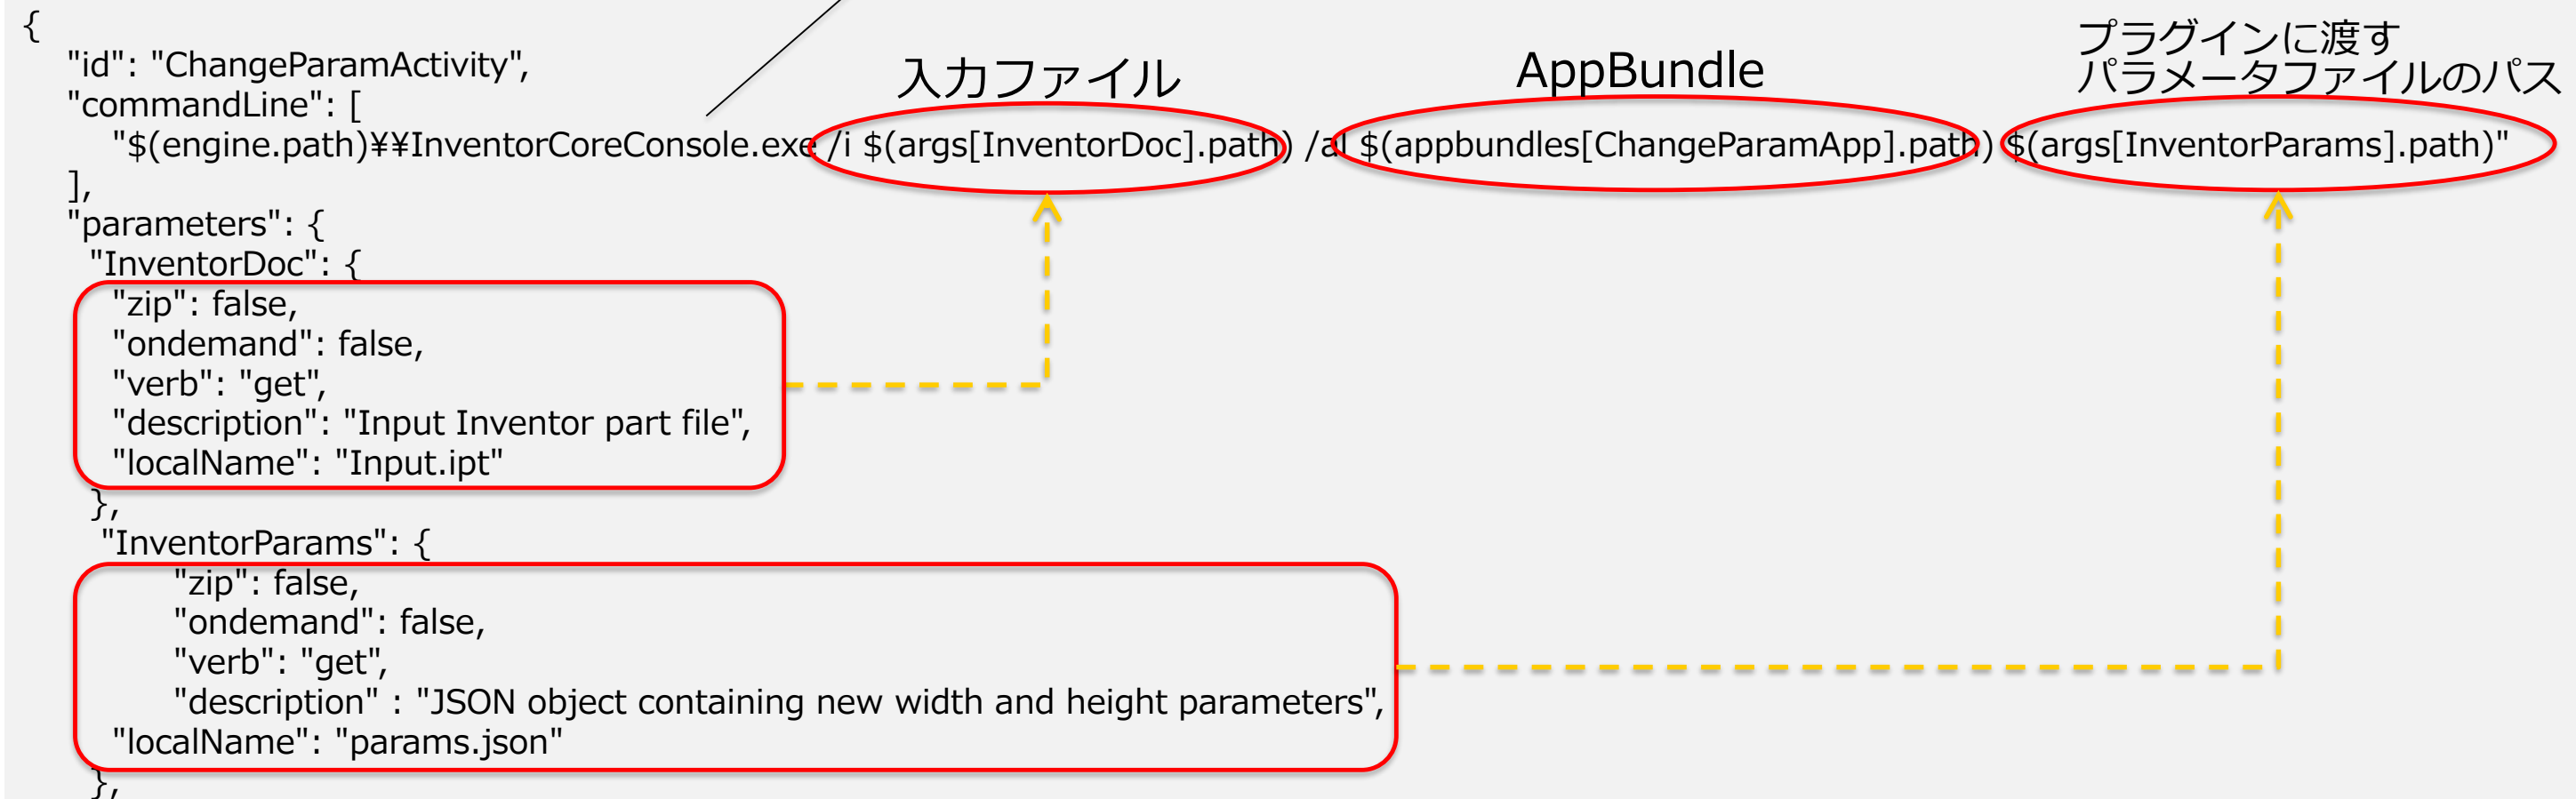 {
"id": "ChangeParamActivity",
"commandLine": [
入力ファイル
AppBundle
プラグインに渡す
パラメータファイルのパス
"$(engine.path)¥¥InventorCoreConsole.exe /i $(args[InventorDoc].path) /al $(appbundles[ChangeParamApp].path) $(args[InventorParams].path)"
],
"parameters": {
"InventorDoc": {
"zip": false,
"ondemand": false,
"verb": "get",
"description": "Input Inventor part file",
"localName": "Input.ipt"
},
"InventorParams": {
"zip": false,
"ondemand": false,
"verb": "get",
"description" : "JSON object containing new width and height parameters",
"localName": "params.json"
},